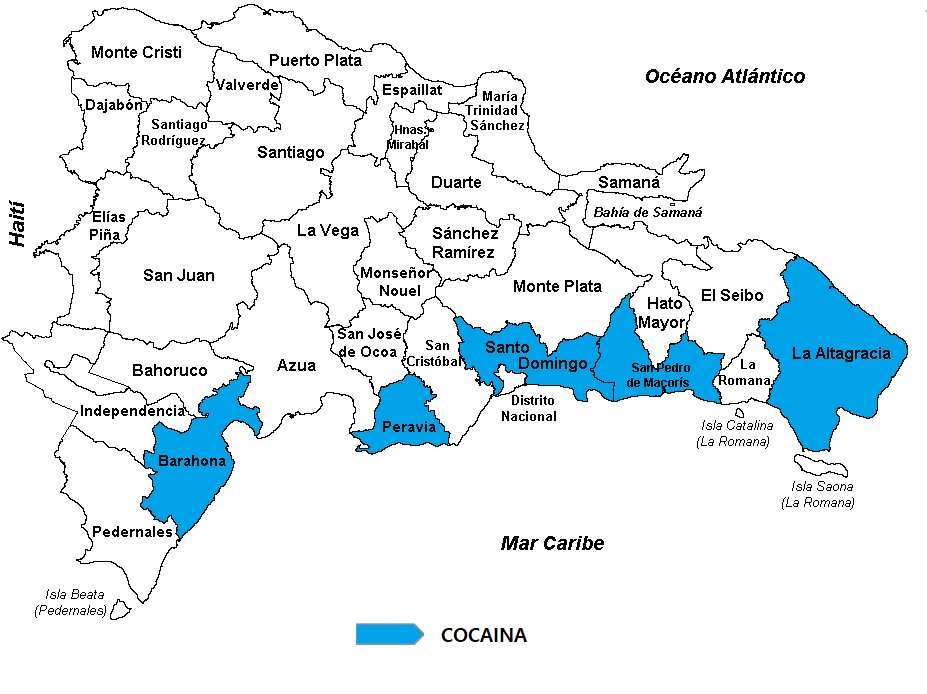 Monte Cristi
Puerto Plata
Océano Atlántico
Valverde
Espaillat
Dajabón
María
Trinidad
Sánchez
Santiago
Rodríguez
Hnas.
Mirabal
Santiago
Duarte
Samaná
Bahía de Samaná
Haití
Elías
Piña
La Vega
Sánchez
Ramírez
San Juan
Monseñor
Nouel
Monte Plata
Hato
Mayor
El Seibo
San José
de Ocoa
San
Cristóbal
Santo
Domingo
La Altagracia
Bahoruco
Azua
San Pedro
de Macorís
La
Romana
Independencia
Distrito
Nacional
Peravia
Isla Catalina
(La Romana)
Barahona
Isla Saona
(La Romana)
Pedernales
Mar Caribe
Isla Beata
(Pedernales)
COCAINA